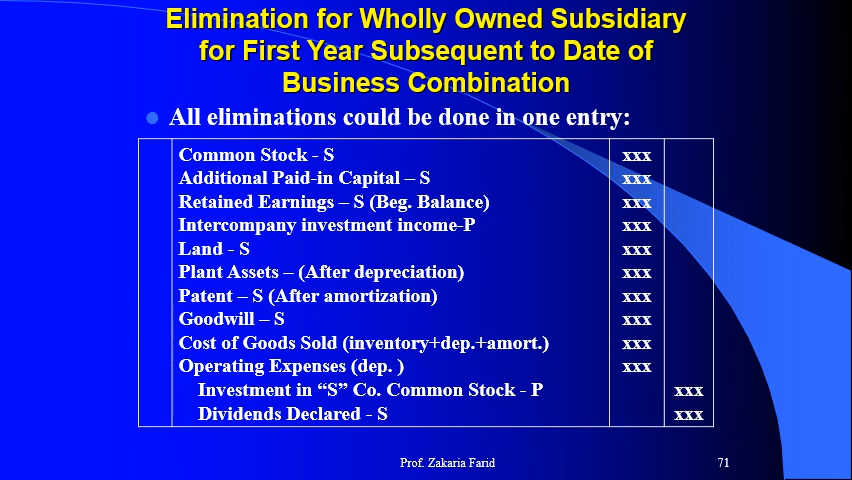 Elimination for Wholly Owned Subsidiary
for First Year Subsequent to Date of
Business Combination
All eliminations could be done in one entry:
Common Stock - S xxx
Additional Paid-in Capital – S xxx
Retained Earnings – S (Beg. Balance) xxx
Intercompany investment income-P xxx
Land - S xxx
Plant Assets – (After depreciation) xxx
Patent – S (After amortization) xxx
Goodwill – S xxx
Cost of Goods Sold (inventory+dep.+amort.) xxx
Operating Expenses (dep. ) xxx
Investment in “S” Co. Common Stock - P xxx
Dividends Declared - S xxx
Prof. Zakaria Farid 71